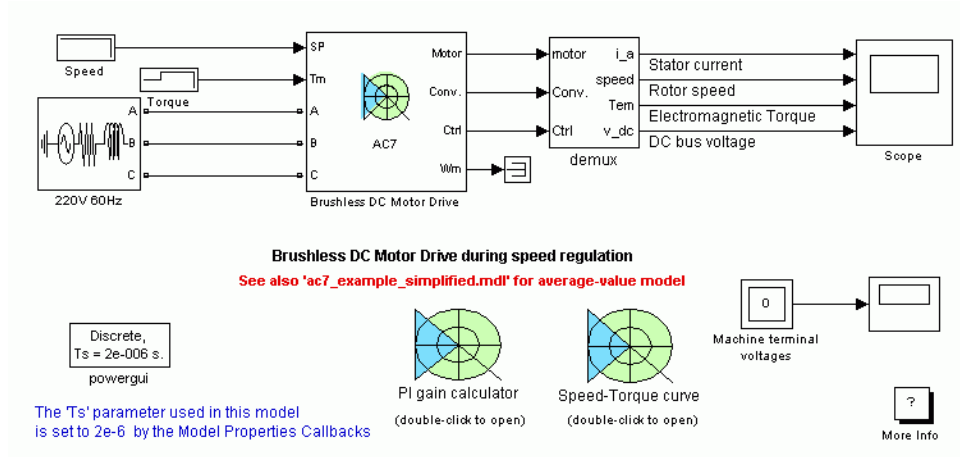 Speed
Torque
A
B
C
220V 60Hz
SP
Tm
A
B
C
Motor
Conv.
Ctrl
Wm
AC7
Brushless DC Motor Drive
motor
Conv.
Ctrl
i_a
speed
Tem
v_dc
demux
Stator current
Rotor speed
Electromagnetic Torque
DC bus voltage
Scope
Brushless DC Motor Drive during speed regulation
See also 'ac7_example_simplified.mdl' for average-value model
Discrete,
Ts = 2e-006 s.
powergui
The 'Ts' parameter used in this model
is set to 2e-6 by the Model Properties Callbacks
PI gain calculator
(double-click to open)
Speed-Torque curve
(double-click to open)
0
Machine terminal
voltages
?
More Info